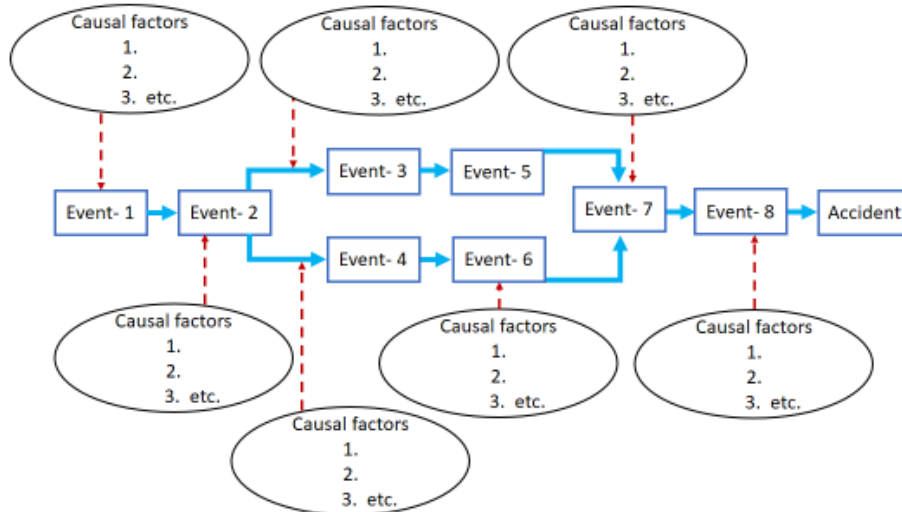 Causal factors
1.
2.
3. etc.
Causal factors
1.
2.
3. etc.
Causal factors
1.
2.
3. etc.
Event- 3
Event- 5
Event- 1
Event- 2
Event- 7
Event- 8
Accident
Event- 4
Event- 6
Causal factors
1.
2.
3. etc.
Causal factors
1.
2.
3. etc.
Causal factors
1.
2.
3. etc.
Causal factors
1.
2.
3. etc.